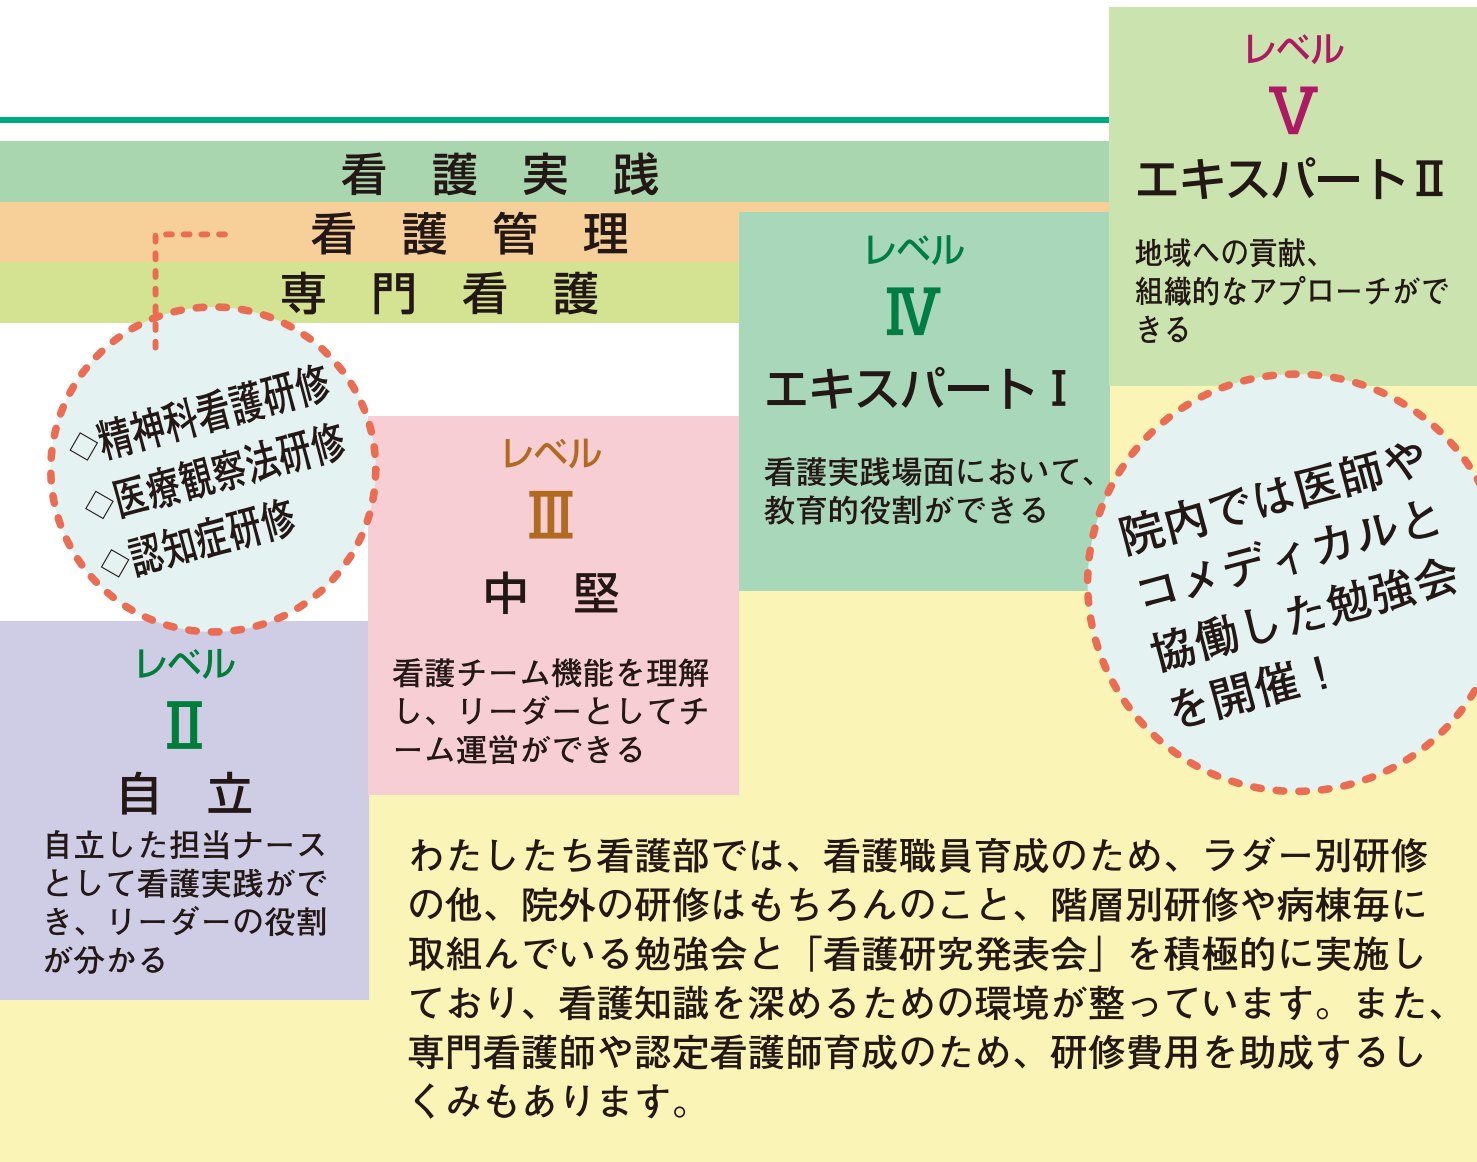 レベル
Ⅴ
エキスパートⅡ
地域への貢献、
組織的なアプローチがで
きる
看　護　実　践
看　護　管　理
専　門　看　護
レベル
Ⅳ
エキスパートⅠ
看護実践場面において、
教育的役割ができる
◇精神科看護研修
◇医療観察法研修
◇認知症研修
レベル
Ⅲ
中　堅
看護チーム機能を理解
し、リーダーとしてチ
ーム運営ができる
院内では医師や
コメディカルと
協働した勉強会
を開催！
レベル
Ⅱ
自　立
自立した担当ナース
として看護実践がで
き、リーダーの役割
が分かる
わたしたち看護部では、看護職員育成のため、ラダー別研修
の他、院外の研修はもちろんのこと、階層別研修や病棟毎に
取組んでいる勉強会と「看護研究発表会」を積極的に実施し
ており、看護知識を深めるための環境が整っています。また、
専門看護師や認定看護師育成のため、研修費用を助成するし
くみもあります。